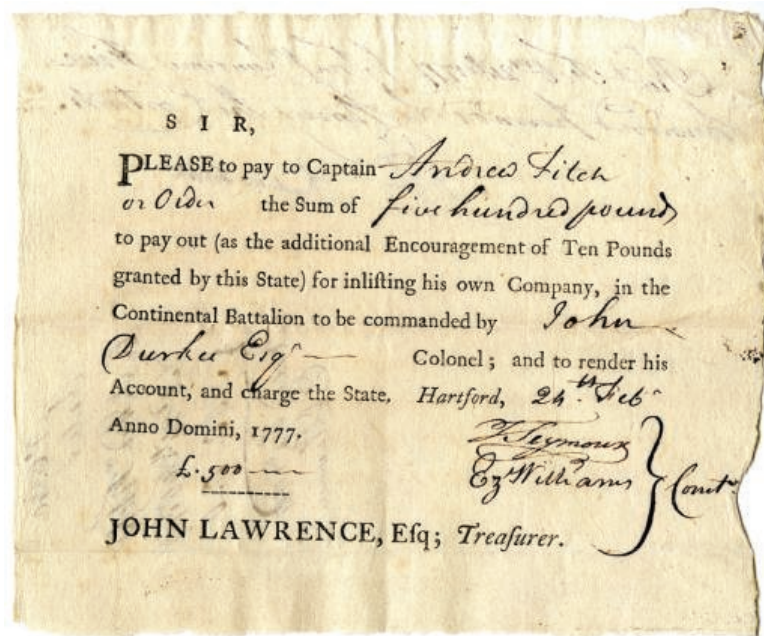 S I R,
PLEASE to pay to Captain Andrew Fitch
or Order the Sum of five hundred pounds
to pay out (as the additional Encouragement of Ten Pounds
granted by this State) for inliſting his own Company, in the
Continental Battalion to be commanded by John
Durkee Esqr Colonel; and to render his
Account, and charge the State. Hartford, 24th Feb
Anno Domini, 1777.
T Seymour
£. 500
Ez Williams
Comte
JOHN LAWRENCE, Eſq; Treaſurer.